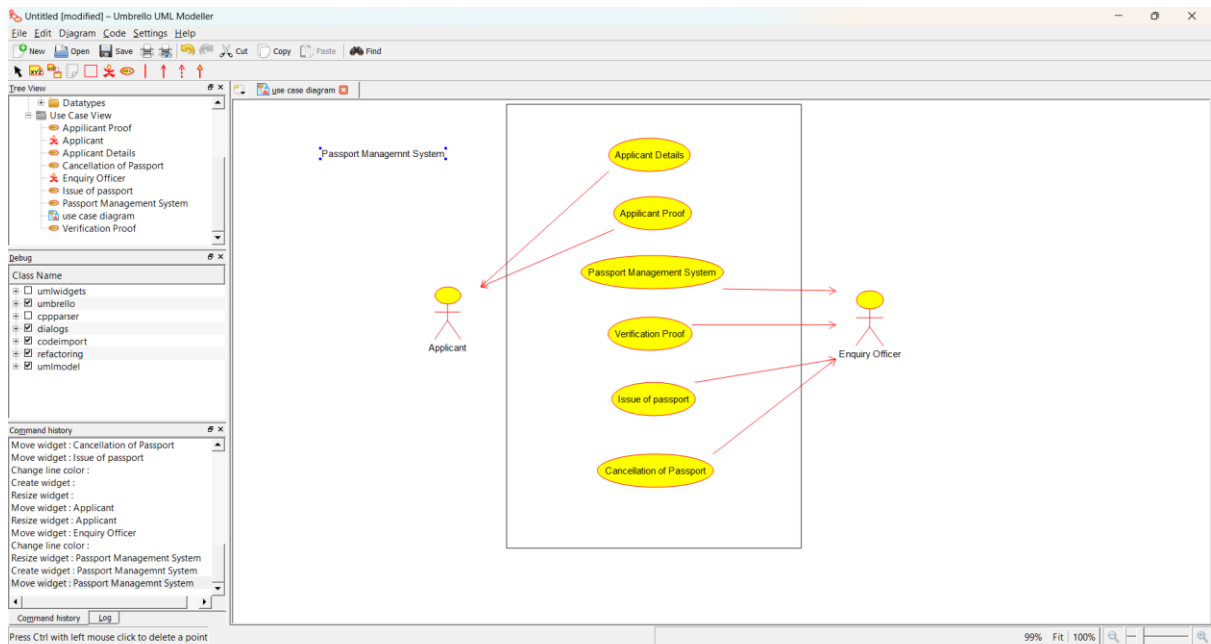 Untitled [modified] – Umbrello UML Modeller
File Edit Diagram Code Settings Help
New Open Save Cut Copy Paste Find
XYZ
Tree View
use case diagram
Datatypes
Use Case View
Appilicant Proof
Applicant
Applicant Details
Cancellation of Passport
Enquiry Officer
Issue of passport
Passport Management System
use case diagram
Verification Proof
Debug
Class Name
umlwidgets
umbrello
cppparser
dialogs
codeimport
refactoring
umlmodel
Command history
Move widget : Cancellation of Passport
Move widget : Issue of passport
Change line color :
Create widget :
Resize widget :
Move widget : Applicant
Resize widget : Applicant
Move widget : Enquiry Officer
Change line color :
Resize widget : Passport Management System
Create widget : Passport Managemnt System
Move widget : Passport Managemnt System
Command history Log
Passport Managemnt System
Applicant Details
Appilicant Proof
Passport Management System
Verification Proof
Issue of passport
Cancellation of Passport
Applicant
Enquiry Officer
Press Ctrl with left mouse click to delete a point
99% Fit 100%